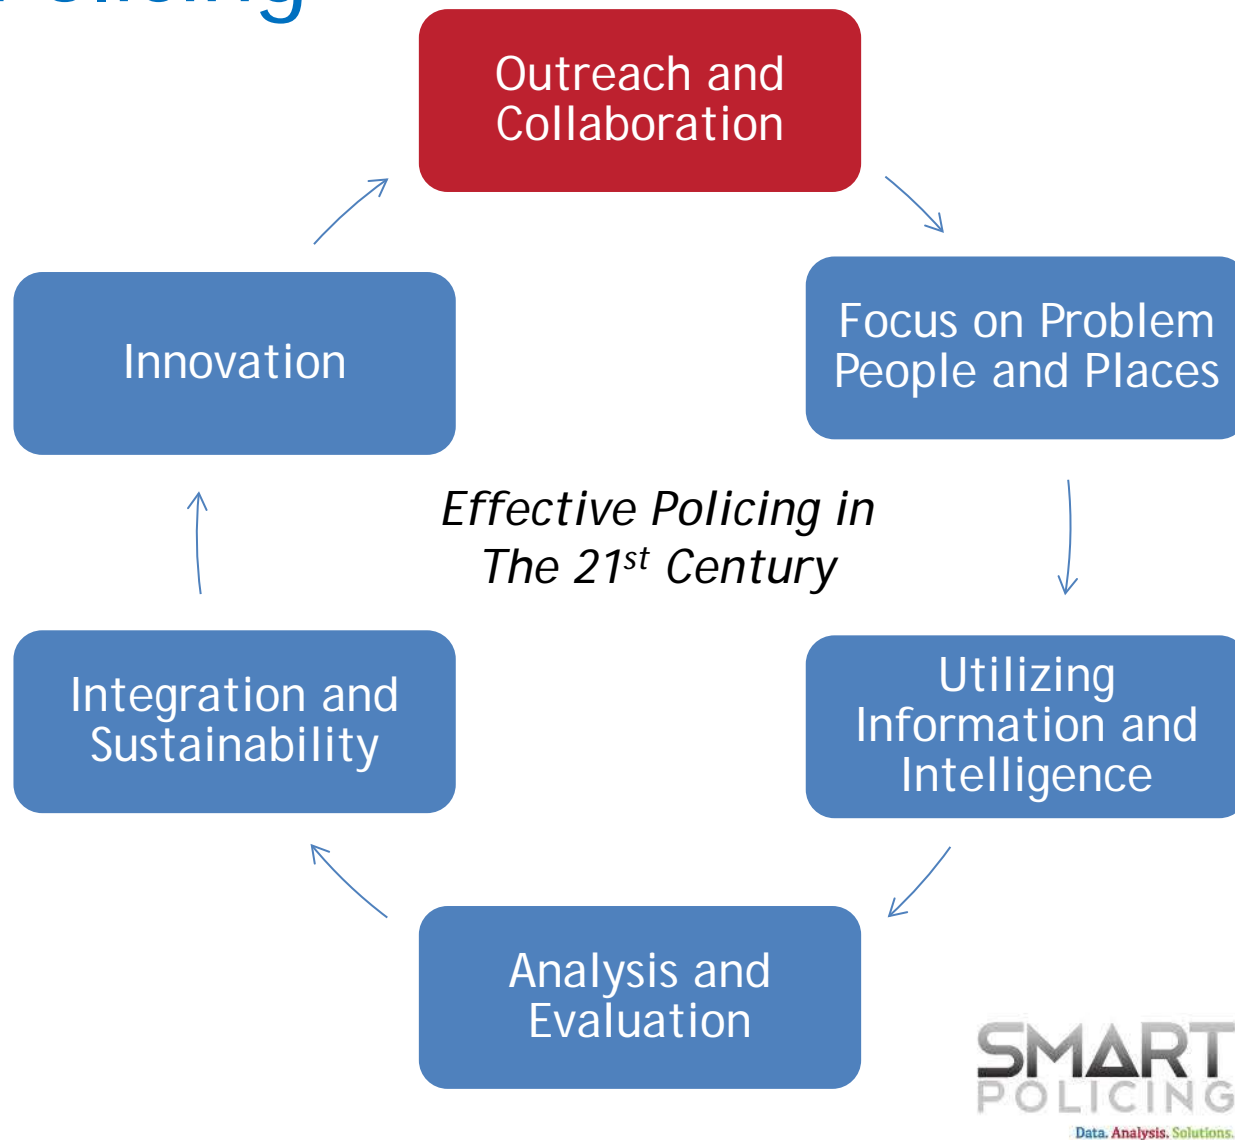 Policing
Outreach and
Collaboration
Focus on Problem
People and Places
Innovation
Effective Policing in
The 21st Century
Utilizing
Information and
Intelligence
Integration and
Sustainability
Analysis and
Evaluation
SMART
POLICING
Data. Analysis. Solutions.